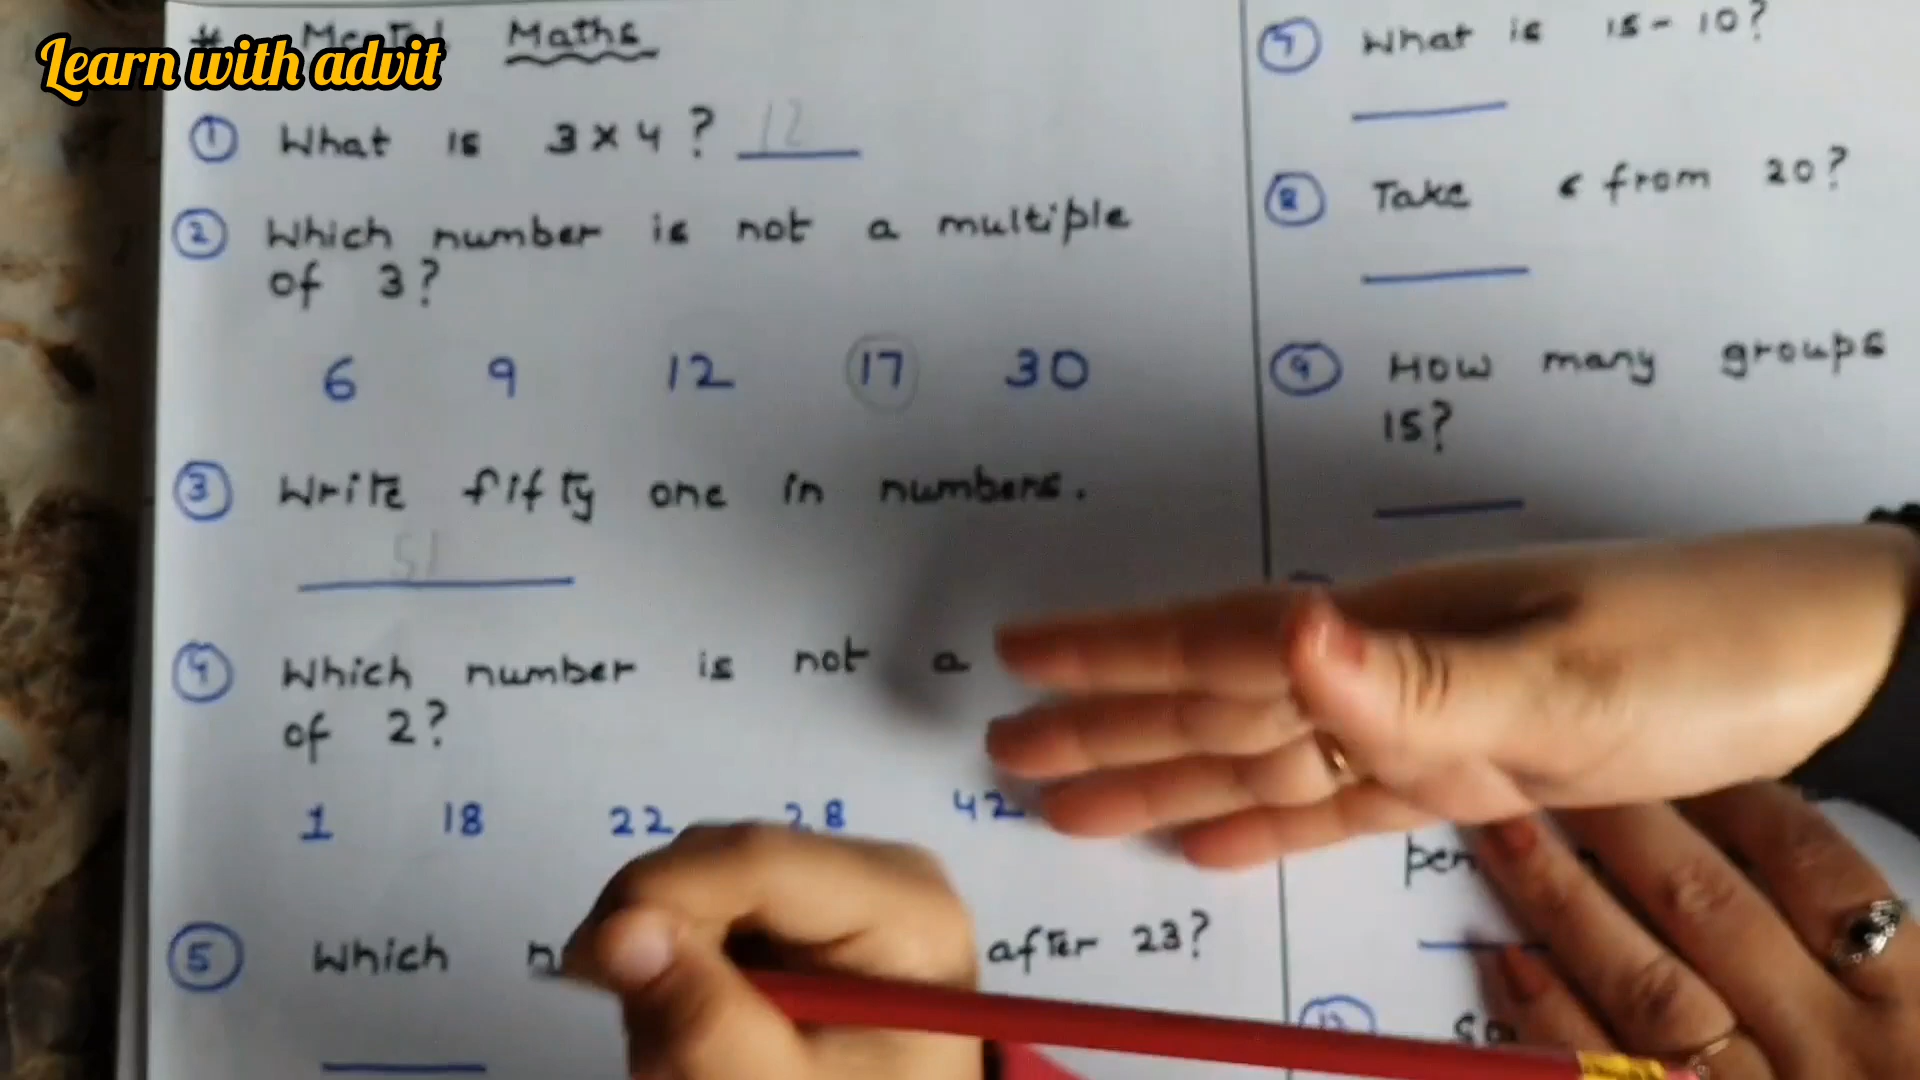 # Mental Maths
Learn with advit
1 What is 3 x 4 ? 12
2 Which number is not a multiple
of 3?
6 9 12 17 30
3 Write fifty one in numbers.
51
4 Which number is not a
of 2?
1 18 22 28 42
5 Which after 23?
7 What is 15 - 10?
8 Take 6 from 20?
9 How many groups
15?
12